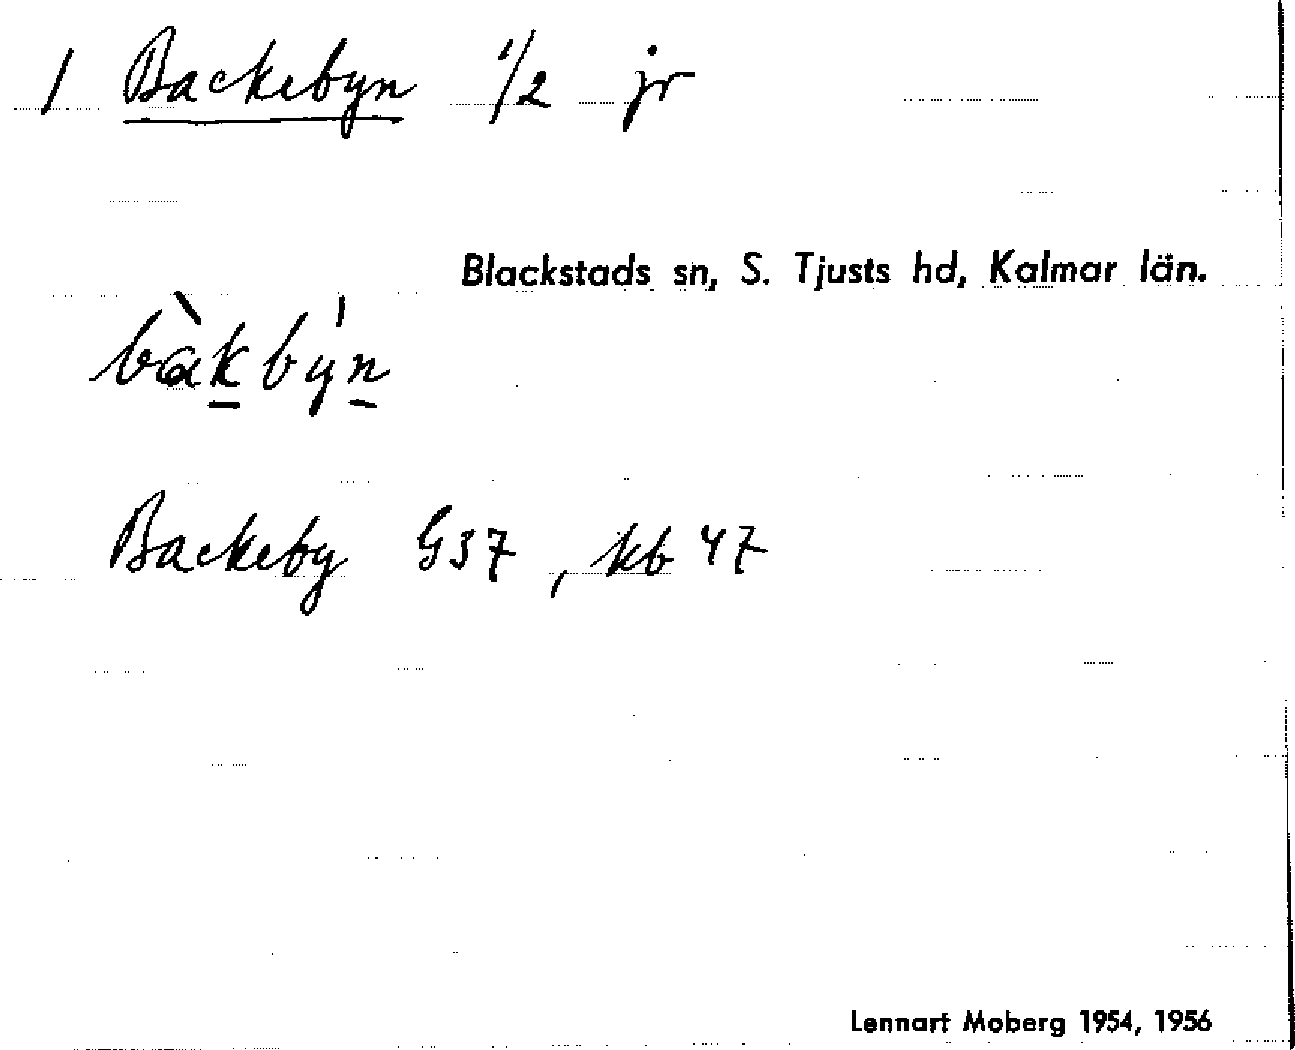 1 Backebyn 1/2 jr
Blackstads sn, S. Tjusts hd, Kalmar län.
bàkby̍n
Backeby G37, kb 47
Lennart Moberg 1954, 1956